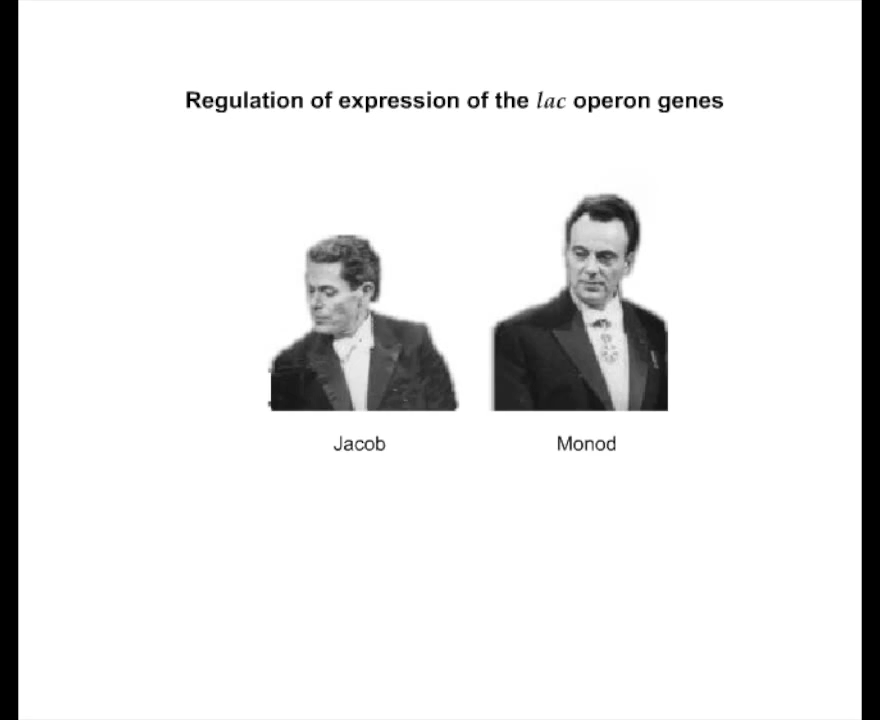 Regulation of expression of the lac operon genes
Jacob
Monod